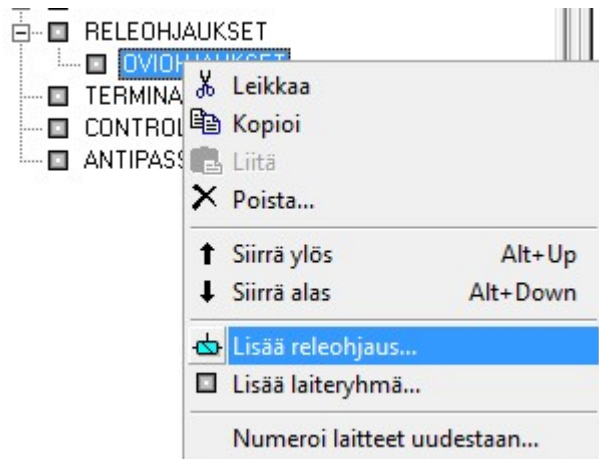 RELEOHJAUKSET
OVIOHJAUKSET
Leikkaa
Kopioi
Liitä
Poista...
Siirrä ylös Alt+Up
Siirrä alas Alt+Down
Lisää releohjaus...
Lisää laiteryhmä...
Numeroi laitteet uudestaan...
TERMINA
CONTROL
ANTIPASS